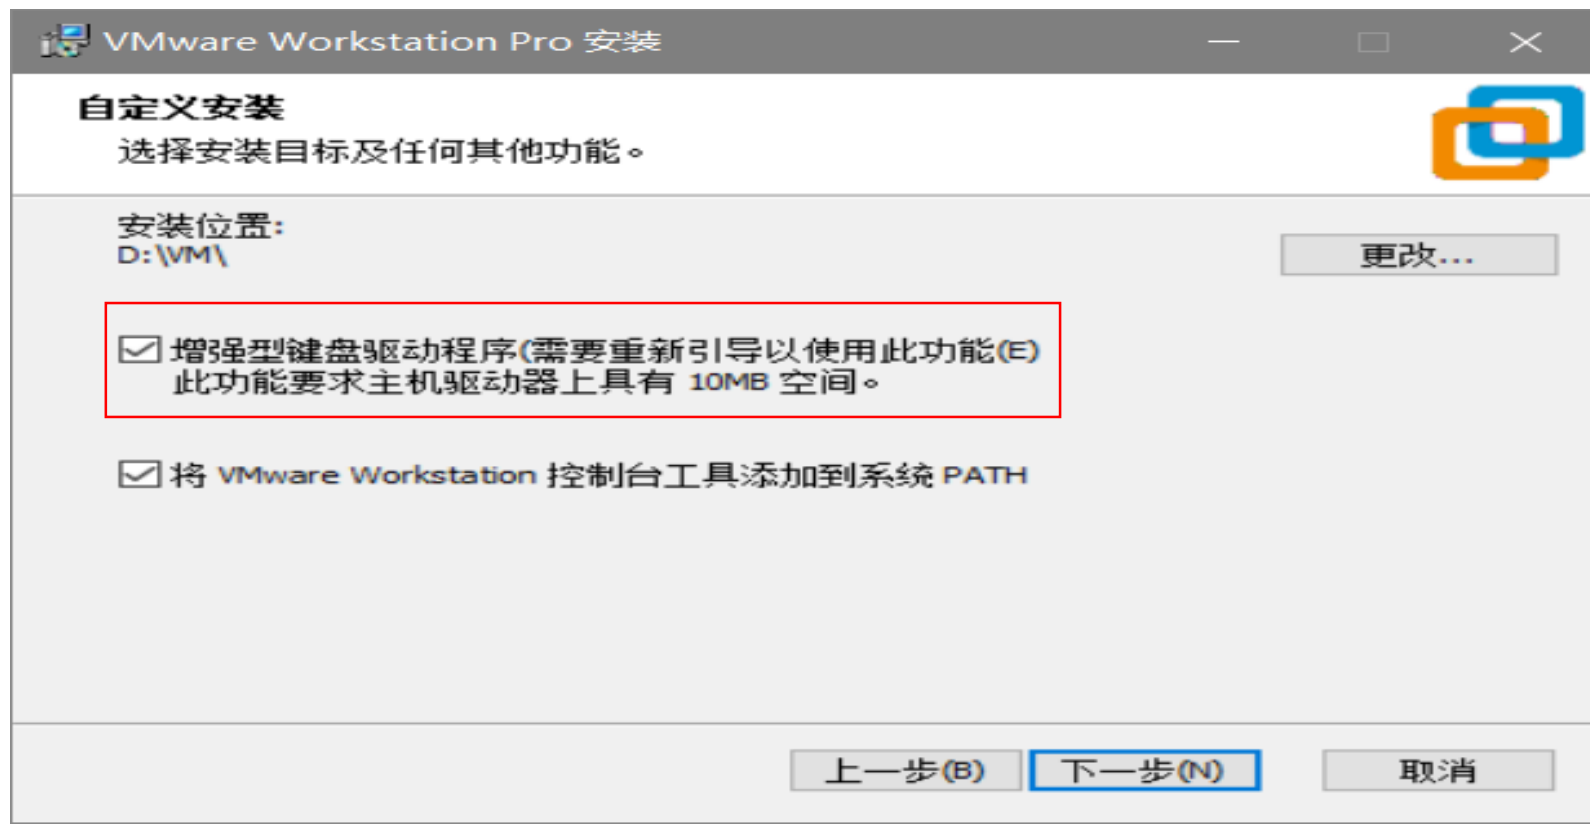 VMware Workstation Pro 安装
自定义安装
选择安装目标及任何其他功能。
安装位置:
D:\VM\
更改...
增强型键盘驱动程序(需要重新引导以使用此功能(E)
此功能要求主机驱动器上具有 10MB 空间。
将 VMware Workstation 控制台工具添加到系统 PATH
上一步(B) 下一步(N) 取消